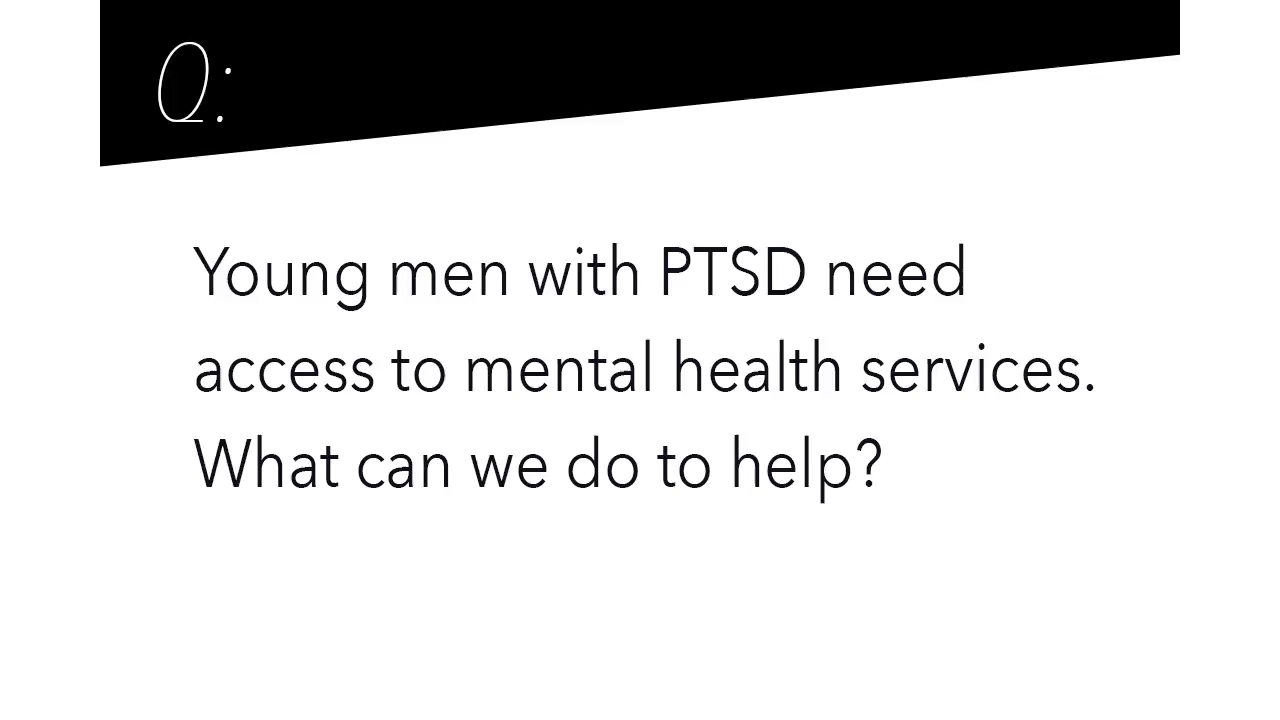 Q:
Young men with PTSD need
access to mental health services.
What can we do to help?